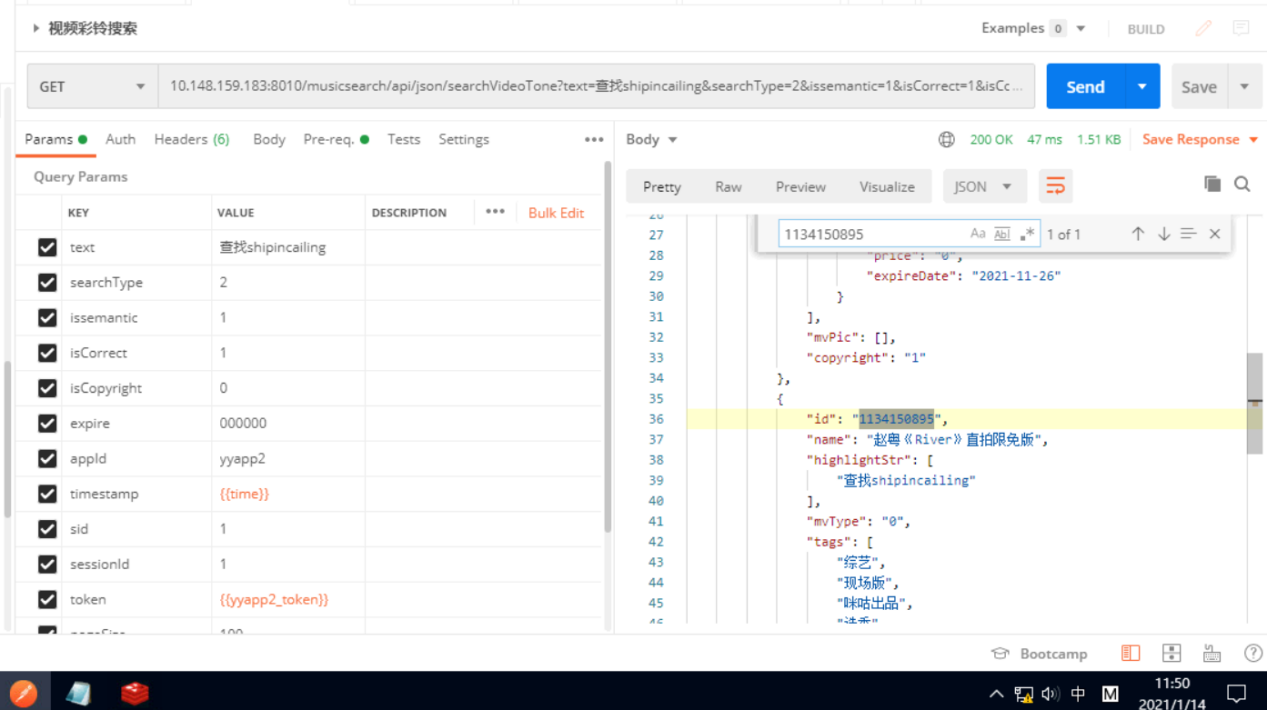 视频彩铃搜索
Examples 0
BUILD
GET
10.148.159.183:8010/musicsearch/api/json/searchVideoTone?text=查找shipincailing&searchType=2&issemantic=1&isCorrect=1&isCc...
Send
Save
Params
Auth
Headers (6)
Body
Pre-req.
Tests
Settings
Query Params
KEY VALUE DESCRIPTION
Bulk Edit
text 查找shipincailing
searchType 2
issemantic 1
isCorrect 1
isCopyright 0
expire 000000
appId yyapp2
timestamp {{time}}
sid 1
sessionId 1
token {{yyapp2_token}}
pageSize 100
Body
200 OK 47 ms 1.51 KB
Save Response
Pretty Raw Preview Visualize JSON
1134150895
Aa Abl .*
1 of 1
26
27
28 "price": "0",
29 "expireDate": "2021-11-26"
30 }
31 ],
32 "mvPic": [],
33 "copyright": "1"
34 },
35 {
36 "id": "1134150895",
37 "name": "赵粤《River》直拍限免版",
38 "highlightStr": [
39 "查找shipincailing"
40 ],
41 "mvType": "0",
42 "tags": [
43 "综艺",
44 "现场版",
45 "咪咕出品",
46 "选秀"
Bootcamp
中
M
11:50
2021/1/14